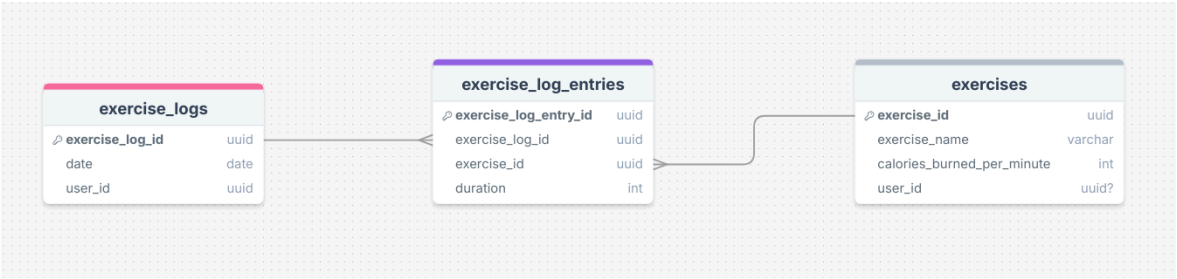 exercise_logs
exercise_log_id uuid
date date
user_id uuid
exercise_log_entries
exercise_log_entry_id uuid
exercise_log_id uuid
exercise_id uuid
duration int
exercises
exercise_id uuid
exercise_name varchar
calories_burned_per_minute int
user_id uuid?